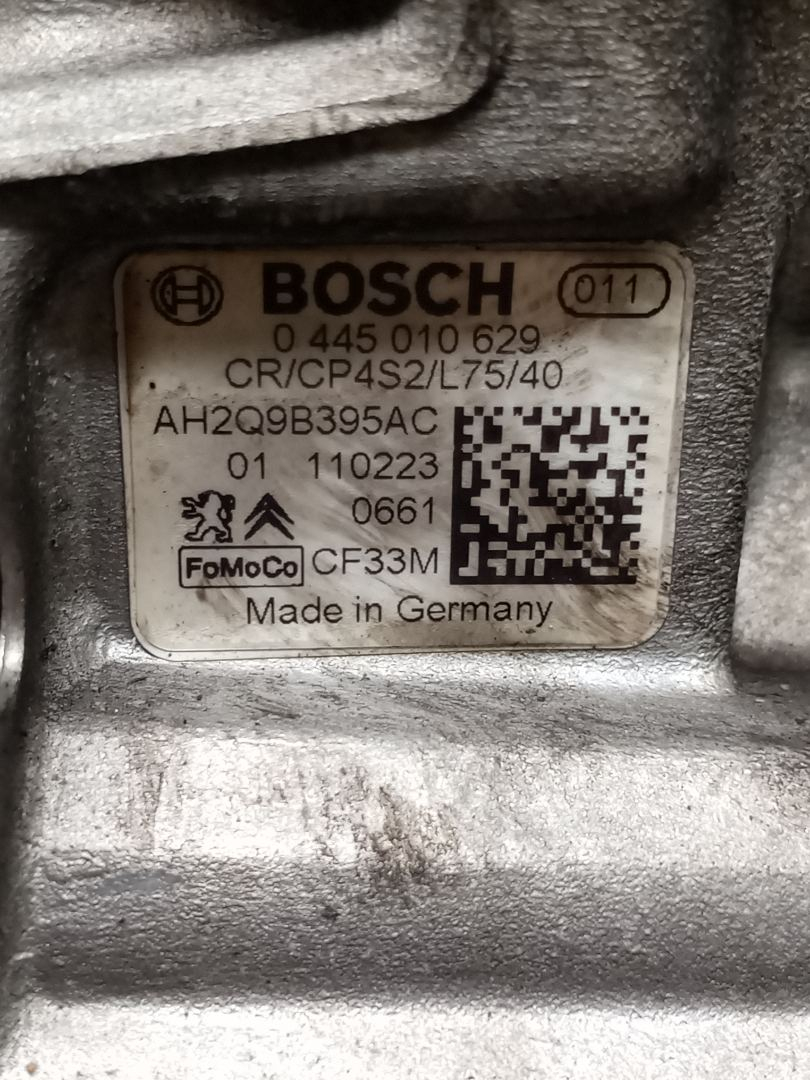 BOSCH 011
0 445 010 629
CR/CP4S2/L75/40
AH2Q9B395AC
01 110223
0661
FoMoCo CF33M
Made in Germany